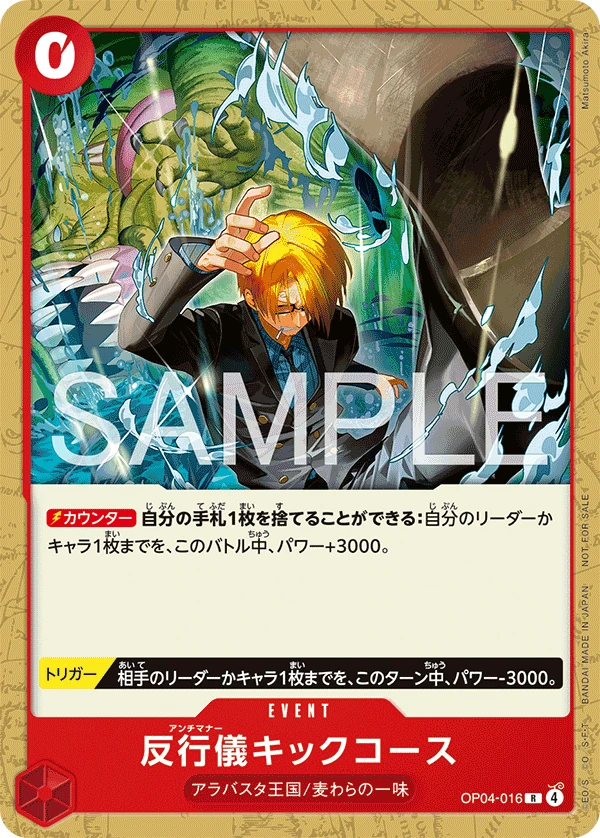 0
Matsumoto Akira
SAMPLE
カウンター 自分の手札1枚を捨てることができる：自分のリーダーか
キャラ1枚までを、このバトル中、パワー+3000。
トリガー 相手のリーダーかキャラ1枚までを、このターン中、パワー-3000。
EVENT
アンチマナー
反行儀キックコース
アラバスタ王国/麦わらの一味
OP04-016 R 4
BANDAI MADE IN JAPAN NOT FOR SALE